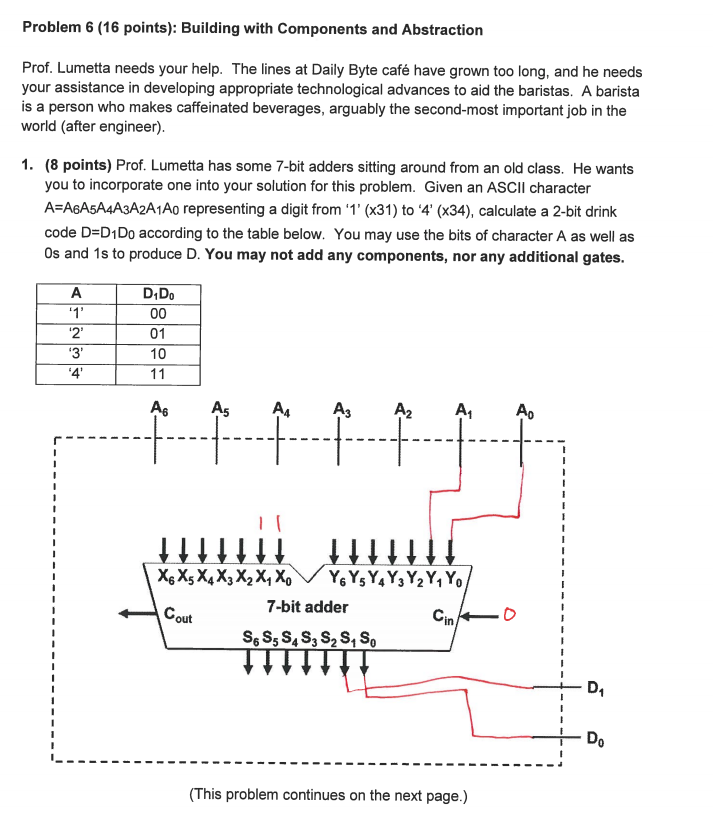 Problem 6 (16 points): Building with Components and Abstraction
Prof. Lumetta needs your help. The lines at Daily Byte café have grown too long, and he needs
your assistance in developing appropriate technological advances to aid the baristas. A barista
is a person who makes caffeinated beverages, arguably the second-most important job in the
world (after engineer).
1. (8 points) Prof. Lumetta has some 7-bit adders sitting around from an old class. He wants
you to incorporate one into your solution for this problem. Given an ASCII character
A=A6A5A4A3A2A1A0 representing a digit from '1' (x31) to '4' (x34), calculate a 2-bit drink
code D=D1D0 according to the table below. You may use the bits of character A as well as
0s and 1s to produce D. You may not add any components, nor any additional gates.
A D1D0
'1' 00
'2' 01
'3' 10
'4' 11
A6 A5 A4 A3 A2 A1 A0
1 1
X6 X5 X4 X3 X2 X1 X0 Y6 Y5 Y4 Y3 Y2 Y1 Y0
7-bit adder
Cout Cin 0
S6 S5 S4 S3 S2 S1 S0
D1
D0
(This problem continues on the next page.)